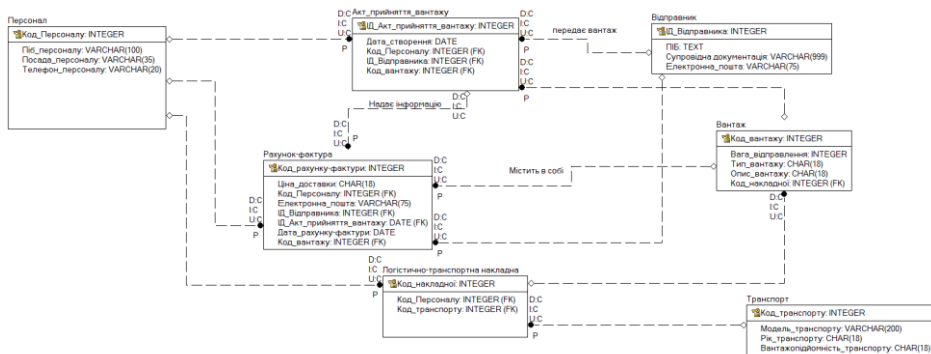 Персонал
Код_Персоналу: INTEGER
Піб_персоналу: VARCHAR(100)
Посада_персоналу: VARCHAR(35)
Телефон_персоналу: VARCHAR(20)
D:C
I:C
U:C
P
Акт_прийняття_вантажу
ІД_Акт_прийняття_вантажу: INTEGER
Дата_створення: DATE
Код_Персоналу: INTEGER (FK)
ІД_Відправника: INTEGER (FK)
Код_вантажу: INTEGER (FK)
D:C
I:C
U:C
P
передає вантаж
Відправник
ІД_Відправника: INTEGER
ПІБ: TEXT
Супровідна документація: VARCHAR(999)
Електронна_пошта: VARCHAR(75)
D:C
I:C
U:C
P
D:C
I:C
U:C
Надає інформацію
D:C
I:C
U:C
P
Вантаж
Код_вантажу: INTEGER
Вага_відправлення: INTEGER
Тип_вантажу: CHAR(18)
Опис_вантажу: CHAR(18)
Код_накладної: INTEGER (FK)
D:C
I:C
U:C
P
Рахунок-фактура
Код_рахунку-фактури: INTEGER
Ціна_доставки: CHAR(18)
Код_Персоналу: INTEGER (FK)
Електронна_пошта: VARCHAR(75)
ІД_Відправника: INTEGER (FK)
ІД_Акт_прийняття_вантажу: DATE (FK)
Дата_рахунку-фактури: DATE
Код_вантажу: INTEGER (FK)
D:C
I:C
U:C
P
Містить в собі
D:C
I:C
U:C
P
D:C
I:C
U:C
P
Логістично-транспортна накладна
Код_накладної: INTEGER
Код_Персоналу: INTEGER (FK)
Код_транспорту: INTEGER (FK)
D:C
I:C
U:C
P
D:C
I:C
U:C
P
Транспорт
Код_транспорту: INTEGER
Модель_транспорту: VARCHAR(200)
Рік_транспорту: CHAR(18)
Вантажопідйомність_транспорту: CHAR(18)